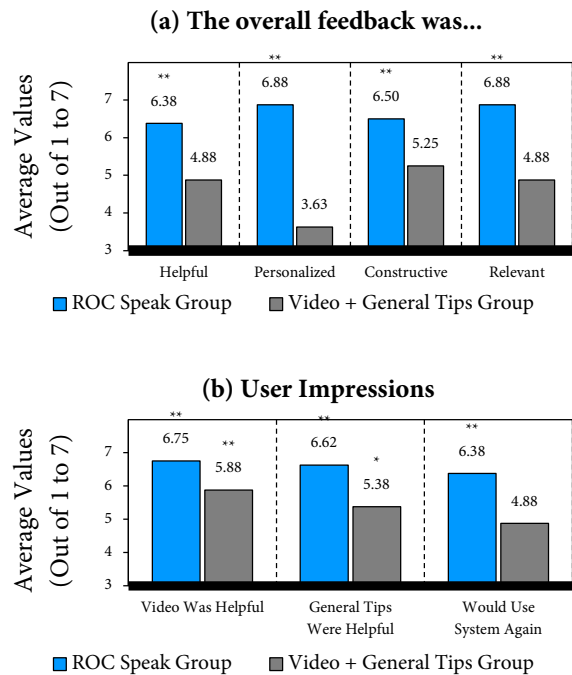 (a) The overall feedback was...
**
**
**
**
6.38
6.88
6.50
6.88
4.88
3.63
5.25
4.88
Average Values
(Out of 1 to 7)
7
6
5
4
3
Helpful
Personalized
Constructive
Relevant
ROC Speak Group
Video + General Tips Group
(b) User Impressions
**
**
**
**
*
6.75
5.88
6.62
5.38
6.38
4.88
Average Values
(Out of 1 to 7)
7
6
5
4
3
Video Was Helpful
General Tips
Were Helpful
Would Use
System Again
ROC Speak Group
Video + General Tips Group